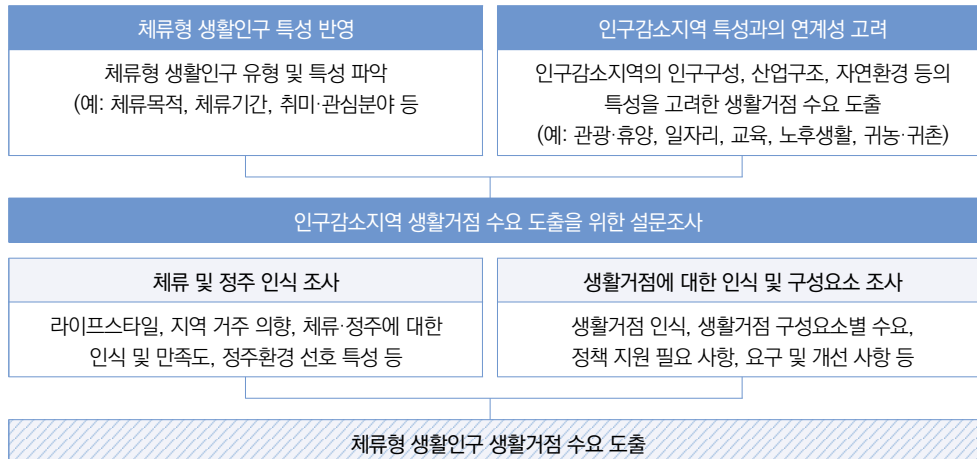 체류형 생활인구 특성 반영
체류형 생활인구 유형 및 특성 파악
(예: 체류목적, 체류기간, 취미·관심분야 등
인구감소지역 특성과의 연계성 고려
인구감소지역의 인구구성, 산업구조, 자연환경 등의
특성을 고려한 생활거점 수요 도출
(예: 관광·휴양, 일자리, 교육, 노후생활, 귀농·귀촌)
인구감소지역 생활거점 수요 도출을 위한 설문조사
체류 및 정주 인식 조사
라이프스타일, 지역 거주 의향, 체류·정주에 대한
인식 및 만족도, 정주환경 선호 특성 등
생활거점에 대한 인식 및 구성요소 조사
생활거점 인식, 생활거점 구성요소별 수요,
정책 지원 필요 사항, 요구 및 개선 사항 등
체류형 생활인구 생활거점 수요 도출